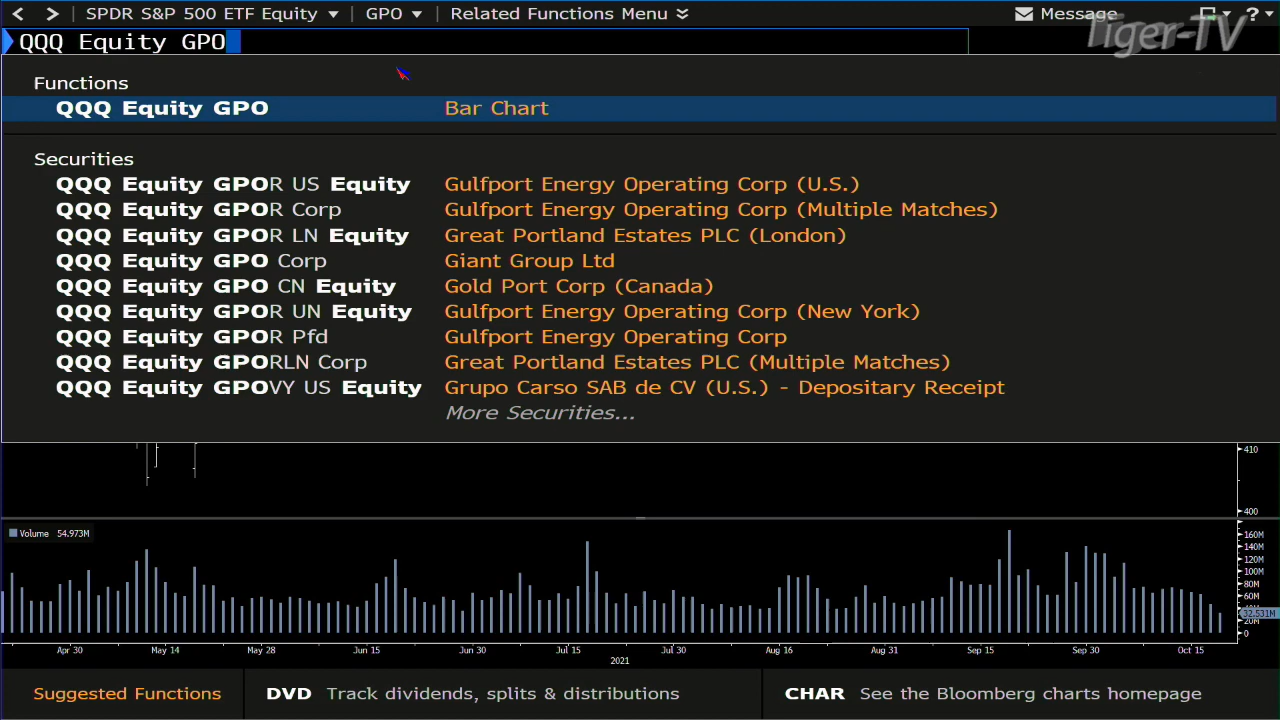 SPDR S&P 500 ETF Equity GPO Related Functions Menu Message ?
Tiger-TV
QQQ Equity GPO
Functions
QQQ Equity GPO Bar Chart
Securities
QQQ Equity GPOR US Equity Gulfport Energy Operating Corp (U.S.)
QQQ Equity GPOR Corp Gulfport Energy Operating Corp (Multiple Matches)
QQQ Equity GPOR LN Equity Great Portland Estates PLC (London)
QQQ Equity GPO Corp Giant Group Ltd
QQQ Equity GPO CN Equity Gold Port Corp (Canada)
QQQ Equity GPOR UN Equity Gulfport Energy Operating Corp (New York)
QQQ Equity GPOR Pfd Gulfport Energy Operating Corp
QQQ Equity GPORLN Corp Great Portland Estates PLC (Multiple Matches)
QQQ Equity GPOVY US Equity Grupo Carso SAB de CV (U.S.) - Depositary Receipt
More Securities...
410
400
Volume 54.973M
160M
140M
120M
100M
80M
60M
32.531M
20M
0
Apr 30 May 14 May 28 Jun 15 Jun 30 Jul 15 Jul 30 Aug 16 Aug 31 Sep 15 Sep 30 Oct 15
2021
Suggested Functions DVD Track dividends, splits & distributions CHAR See the Bloomberg charts homepage